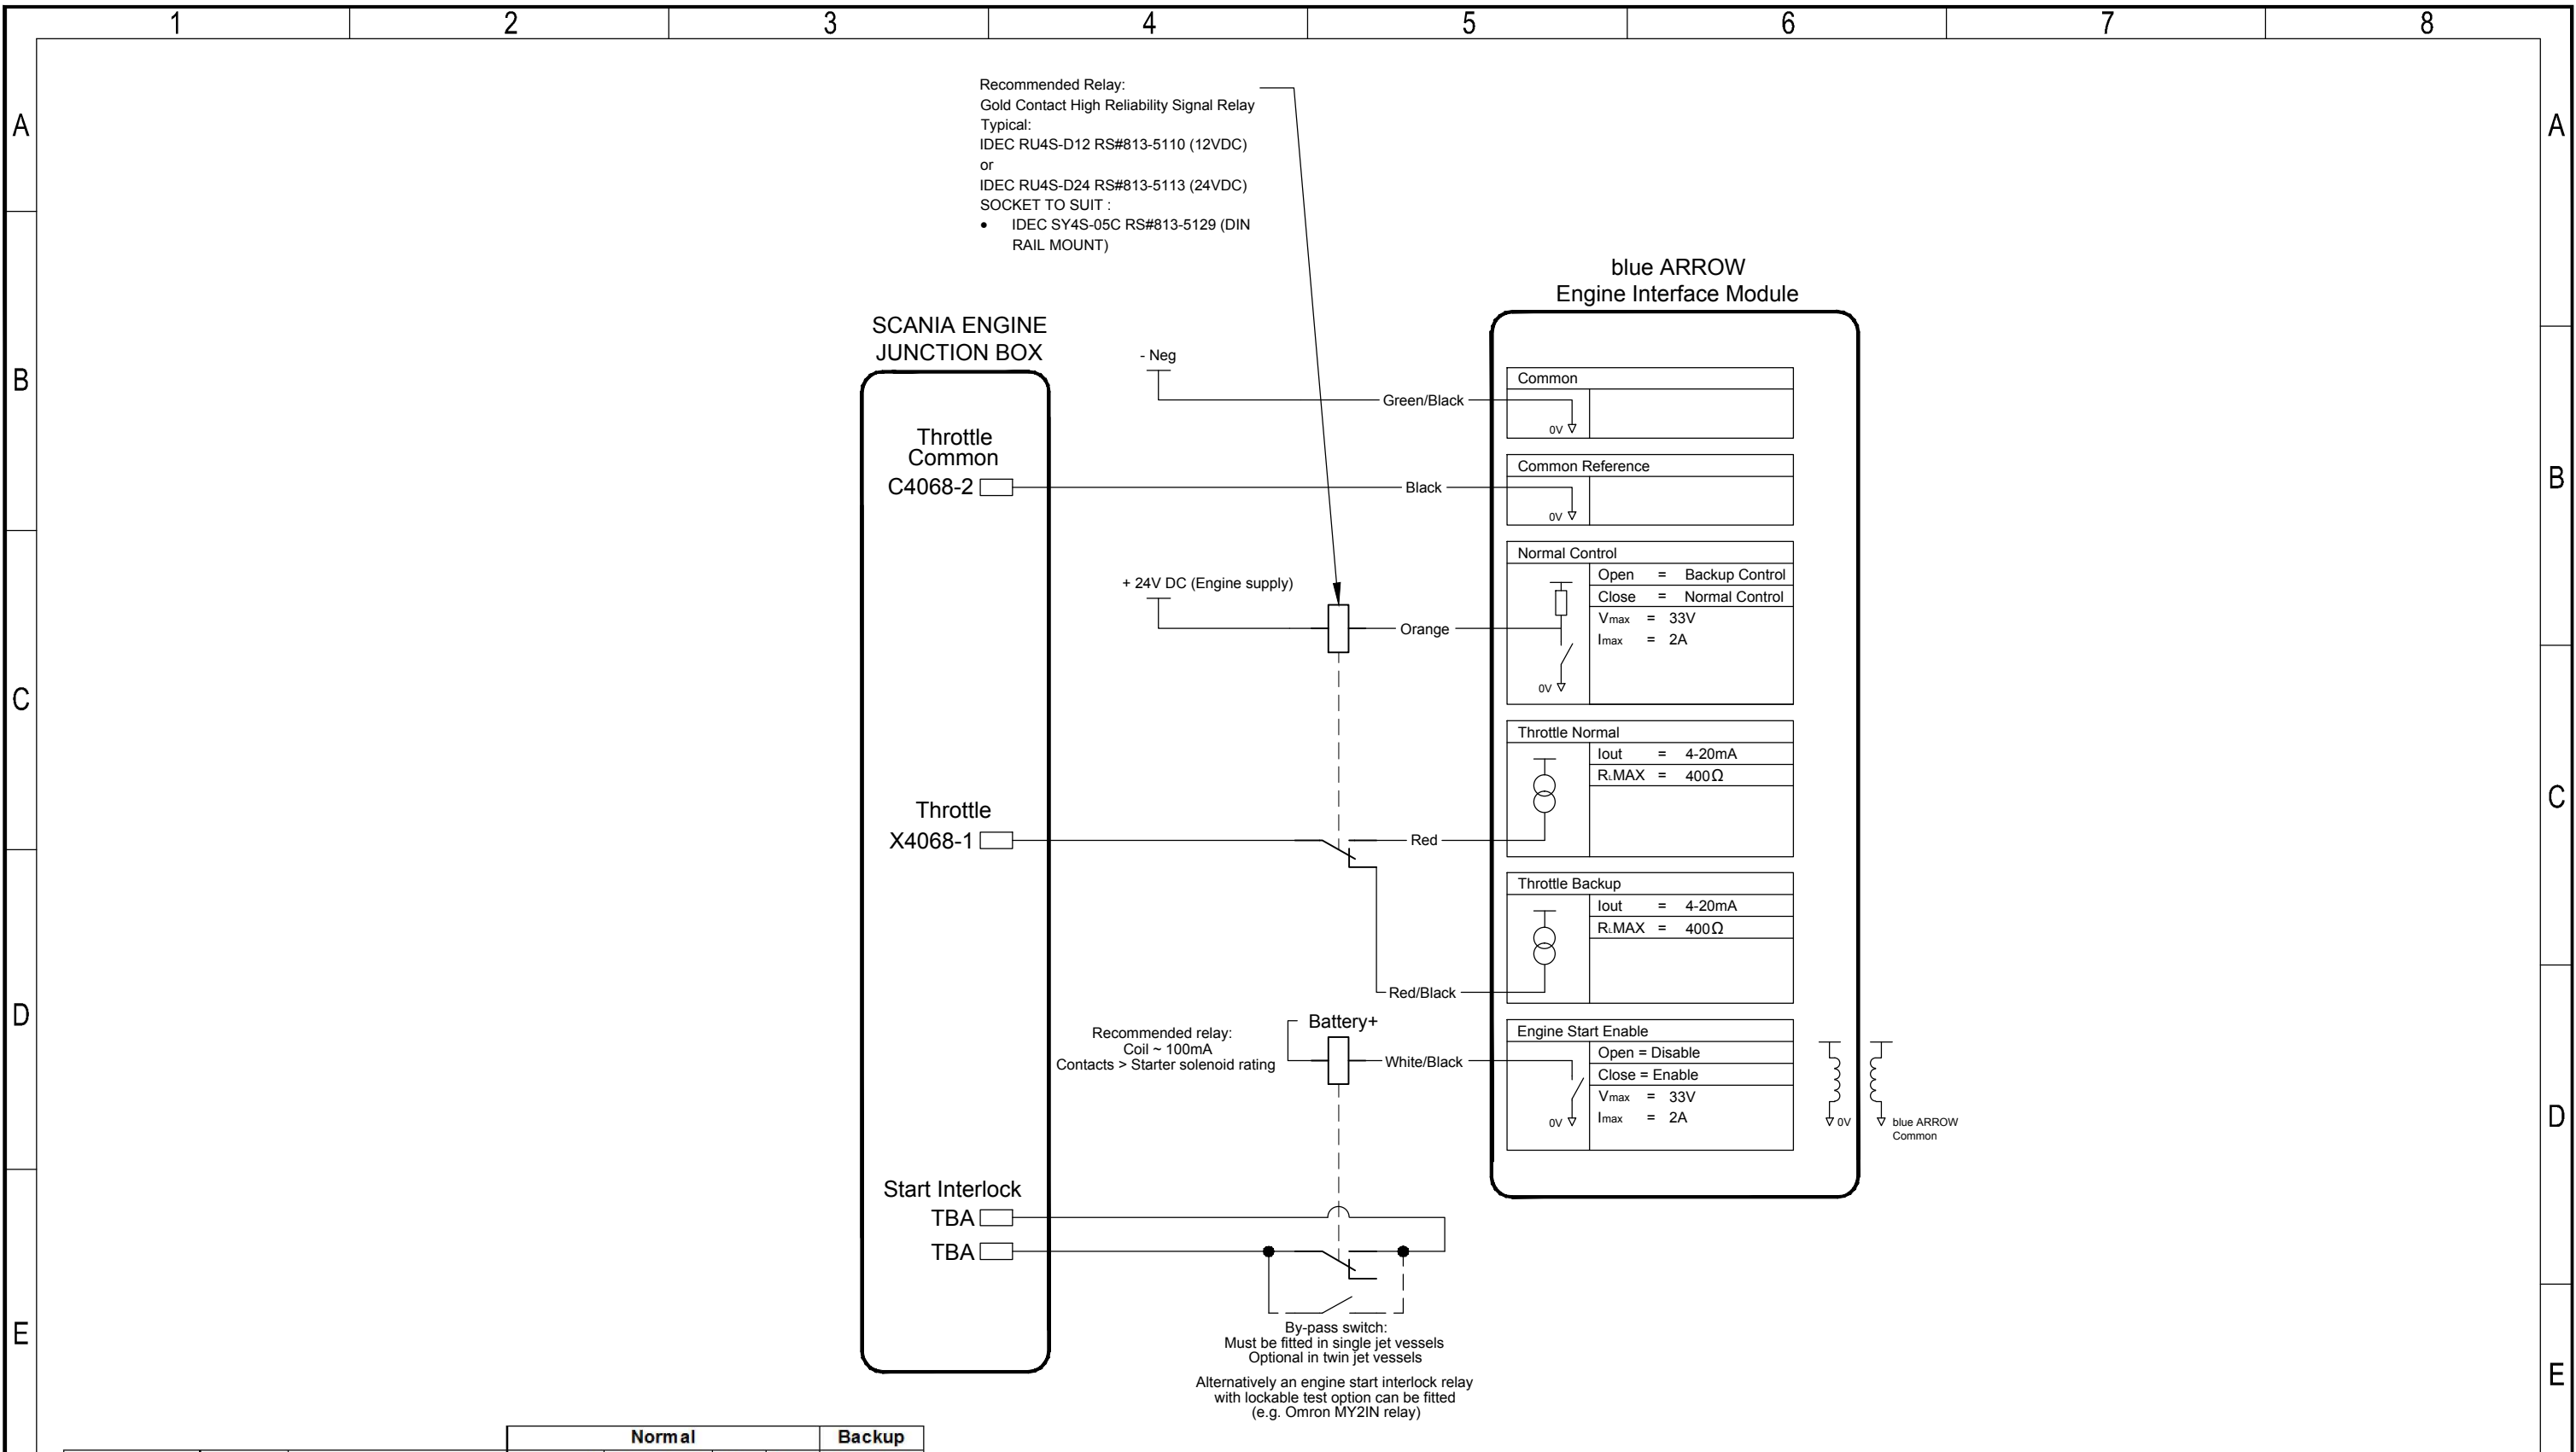 1 2 3 4 5 6 7 8
A
A
B
B
C
C
D
D
E
E
Recommended Relay:
Gold Contact High Reliability Signal Relay
Typical:
IDEC RU4S-D12 RS#813-5110 (12VDC)
or
IDEC RU4S-D24 RS#813-5113 (24VDC)
SOCKET TO SUIT :
• IDEC SY4S-05C RS#813-5129 (DIN
RAIL MOUNT)
SCANIA ENGINE
JUNCTION BOX
Throttle
Common
C4068-2
Throttle
X4068-1
Start Interlock
TBA
TBA
- Neg
Green/Black
Black
+ 24V DC (Engine supply)
Orange
Red
Red/Black
Battery+
White/Black
Recommended relay:
Coil ~ 100mA
Contacts > Starter solenoid rating
By-pass switch:
Must be fitted in single jet vessels
Optional in twin jet vessels
Alternatively an engine start interlock relay
with lockable test option can be fitted
(e.g. Omron MY2IN relay)
blue ARROW
Engine Interface Module
Common
0V
Common Reference
0V
Normal Control
Open = Backup Control
Close = Normal Control
Vmax = 33V
Imax = 2A
0V
Throttle Normal
Iout = 4-20mA
RLMAX = 400Ω
Throttle Backup
Iout = 4-20mA
RLMAX = 400Ω
Engine Start Enable
Open = Disable
Close = Enable
Vmax = 33V
Imax = 2A
0V
0V
blue ARROW
Common
Normal Backup